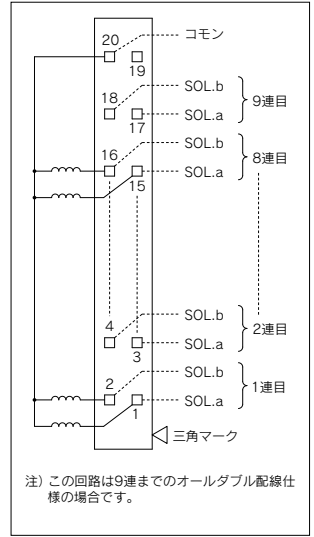 20 コモン
19
18 SOL.b
17 SOL.a
9連目
16 SOL.b
15 SOL.a
8連目
4 SOL.b
3 SOL.a
2連目
2 SOL.b
1 SOL.a
1連目
三角マーク
注) この回路は9連までのオールダブル配線仕
様の場合です。